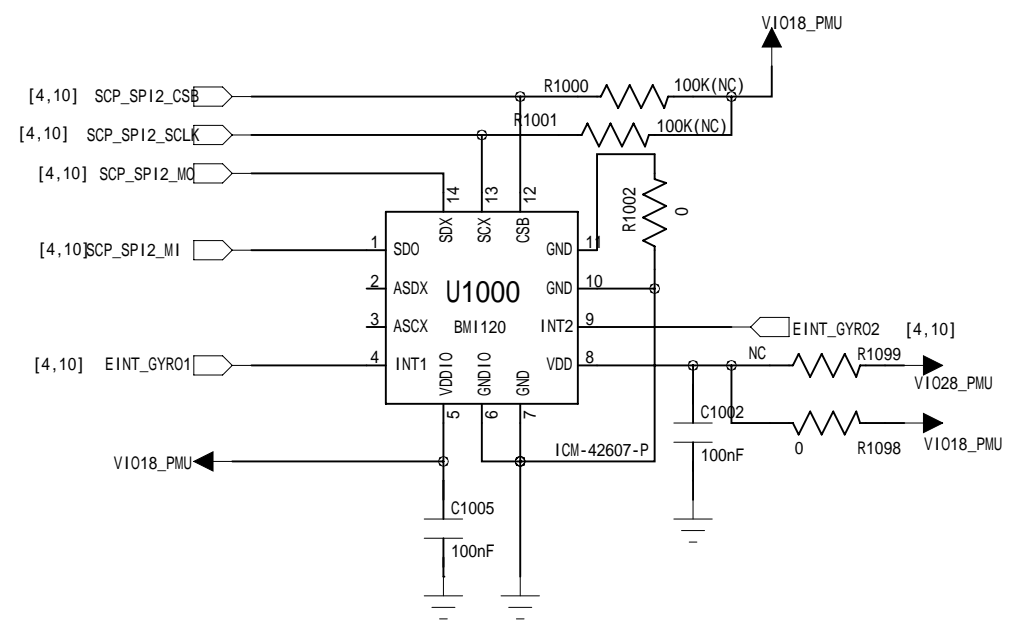 VIO18_PMU
R1000
100K(NC)
[4,10] SCP_SPI2_CSB
R1001
100K(NC)
[4,10] SCP_SPI2_SCLK
[4,10] SCP_SPI2_MO
14
13
12
R1002
0
SDX
SCX
CSB
[4,10] SCP_SPI2_MI
1
SDO
GND
11
2
ASDX
U1000
GND
10
3
ASCX
BMI120
INT2
9
EINT_GYRO2 [4,10]
[4,10] EINT_GYRO1
4
INT1
VDD
8
NC
R1099
VIO28_PMU
VDDIO
GNDIO
GND
5
6
7
C1002
100nF
0
R1098
VIO18_PMU
ICM-42607-P
VIO18_PMU
C1005
100nF